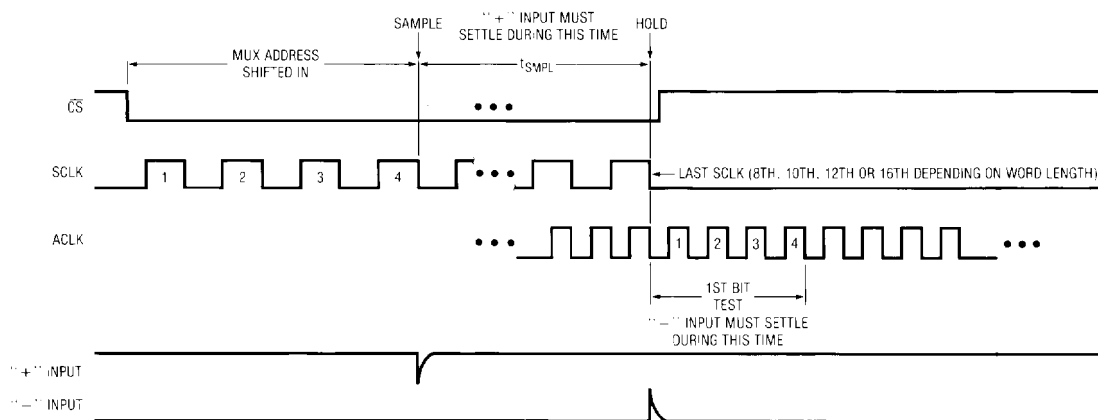 SAMPLE
"+" INPUT MUST
SETTLE DURING THIS TIME
HOLD
MUX ADDRESS
SHIFTED IN
tSMPL
CS
SCLK
1 2 3 4
LAST SCLK (8TH, 10TH, 12TH OR 16TH DEPENDING ON WORD LENGTH)
ACLK
1 2 3 4
1ST BIT
TEST
"–" INPUT MUST SETTLE
DURING THIS TIME
"+" INPUT
"–" INPUT